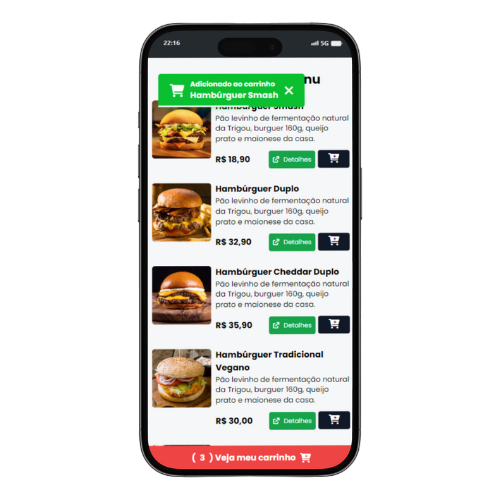 22:16
5G
nu
Adicionado ao carrinho
Hambúrguer Smash
Hambúrguer Smash
Pão levinho de fermentação natural
da Trigou, burguer 160g, queijo
prato e maionese da casa.
R$ 18,90
Detalhes
Hambúrguer Duplo
Pão levinho de fermentação natural
da Trigou, burguer 160g, queijo
prato e maionese da casa.
R$ 32,90
Detalhes
Hambúrguer Cheddar Duplo
Pão levinho de fermentação natural
da Trigou, burguer 160g, queijo
prato e maionese da casa.
R$ 35,90
Detalhes
Hambúrguer Tradicional
Vegano
Pão levinho de fermentação natural
da Trigou, burguer 160g, queijo
prato e maionese da casa.
R$ 30,00
Detalhes
( 3 ) Veja meu carrinho